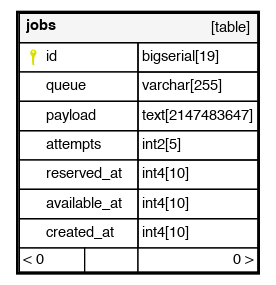 jobs [table]
id bigserial[19]
queue varchar[255]
payload text[2147483647]
attempts int2[5]
reserved_at int4[10]
available_at int4[10]
created_at int4[10]
< 0 0 >